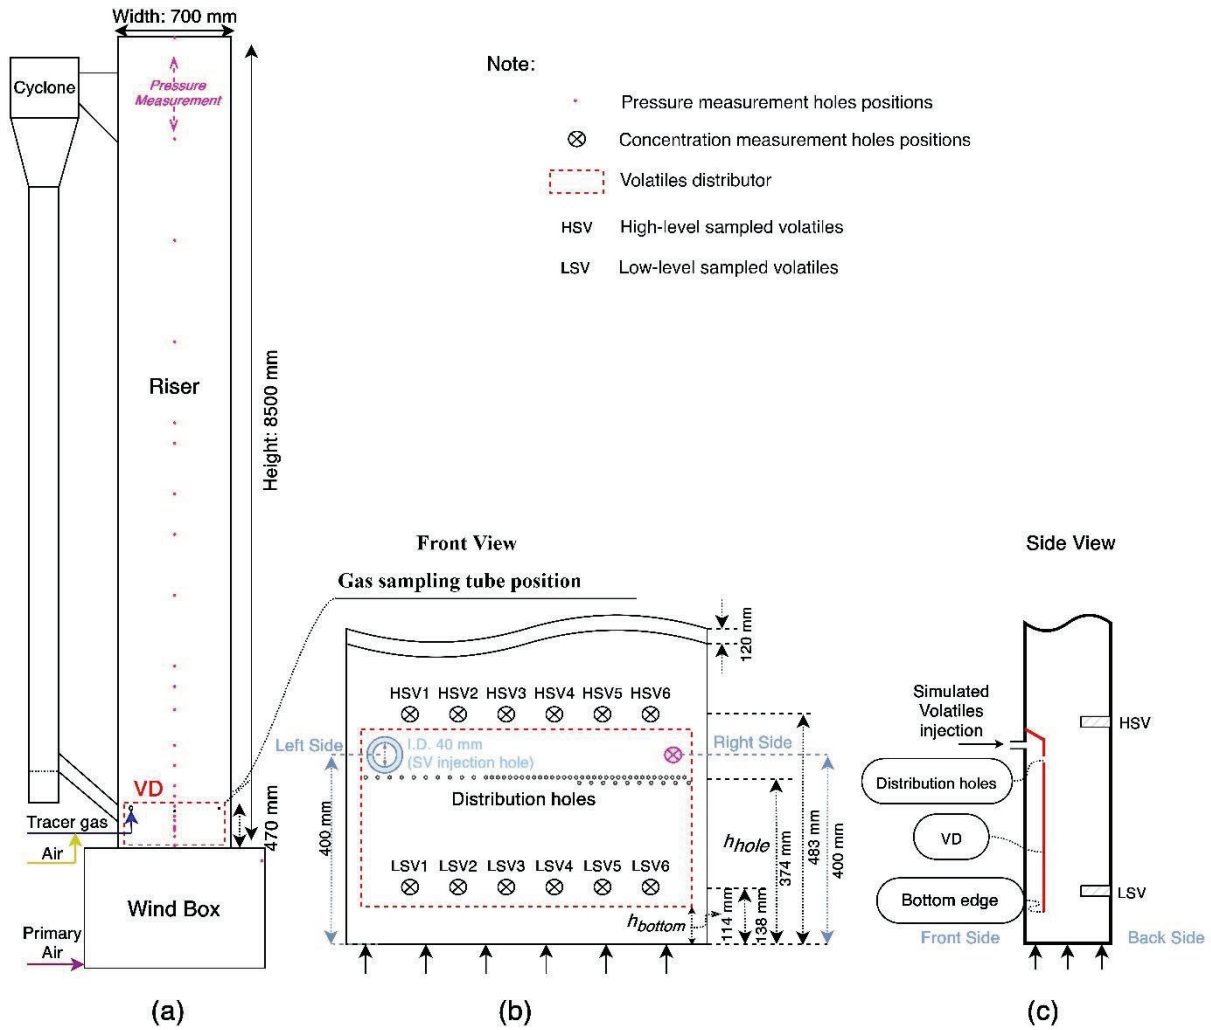 Width: 700 mm
Cyclone
Pressure
Measurement
Riser
Height: 8500 mm
VD
Tracer gas
Air
470 mm
Wind Box
Primary
Air
(a)
Note:
Pressure measurement holes positions
Concentration measurement holes positions
Volatiles distributor
HSV High-level sampled volatiles
LSV Low-level sampled volatiles
Front View
Gas sampling tube position
120 mm
HSV1 HSV2 HSV3 HSV4 HSV5 HSV6
Left Side
I.D. 40 mm
(SV injection hole)
Right Side
Distribution holes
400 mm
hhole
374 mm
483 mm
400 mm
LSV1 LSV2 LSV3 LSV4 LSV5 LSV6
hbottom
114 mm
138 mm
(b)
Side View
Simulated
Volatiles
injection
HSV
Distribution holes
VD
Bottom edge
LSV
Front Side
Back Side
(c)